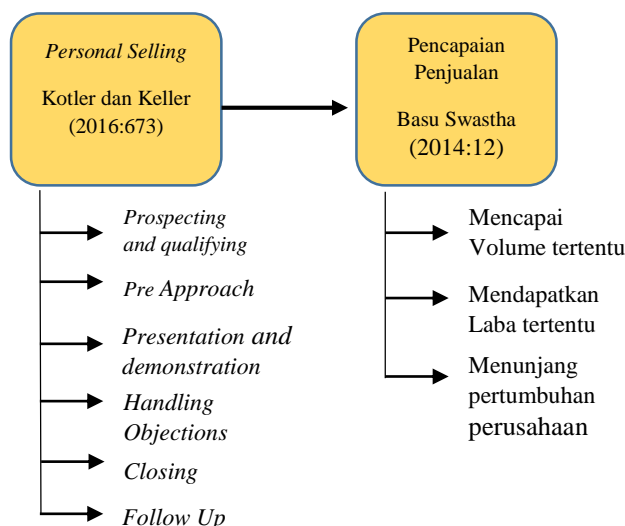 Personal Selling
Kotler dan Keller
(2016:673)
Pencapaian
Penjualan
Basu Swastha
(2014:12)
Prospecting
and qualifying
Pre Approach
Presentation and
demonstration
Handling
Objections
Closing
Follow Up
Mencapai
Volume tertentu
Mendapatkan
Laba tertentu
Menunjang
pertumbuhan
perusahaan